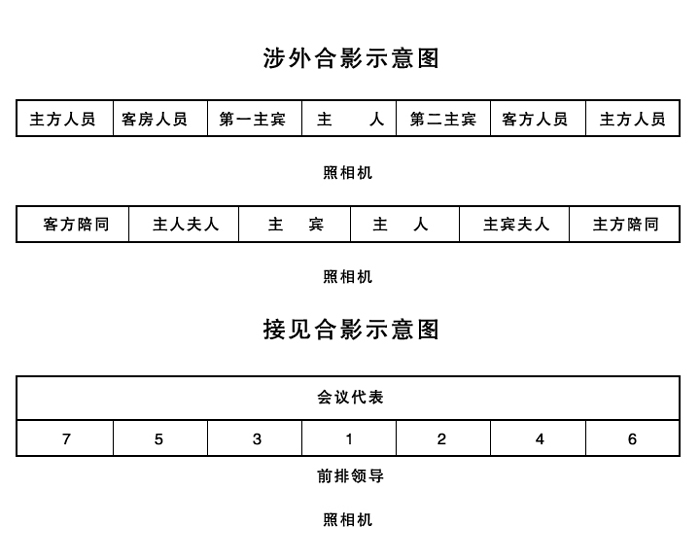 涉外合影示意图
主方人员 客房人员 第一主宾 主 人 第二主宾 客方人员 主方人员
照相机
客方陪同 主人夫人 主 宾 主 人 主宾夫人 主方陪同
照相机
接见合影示意图
会议代表
7 5 3 1 2 4 6
前排领导
照相机